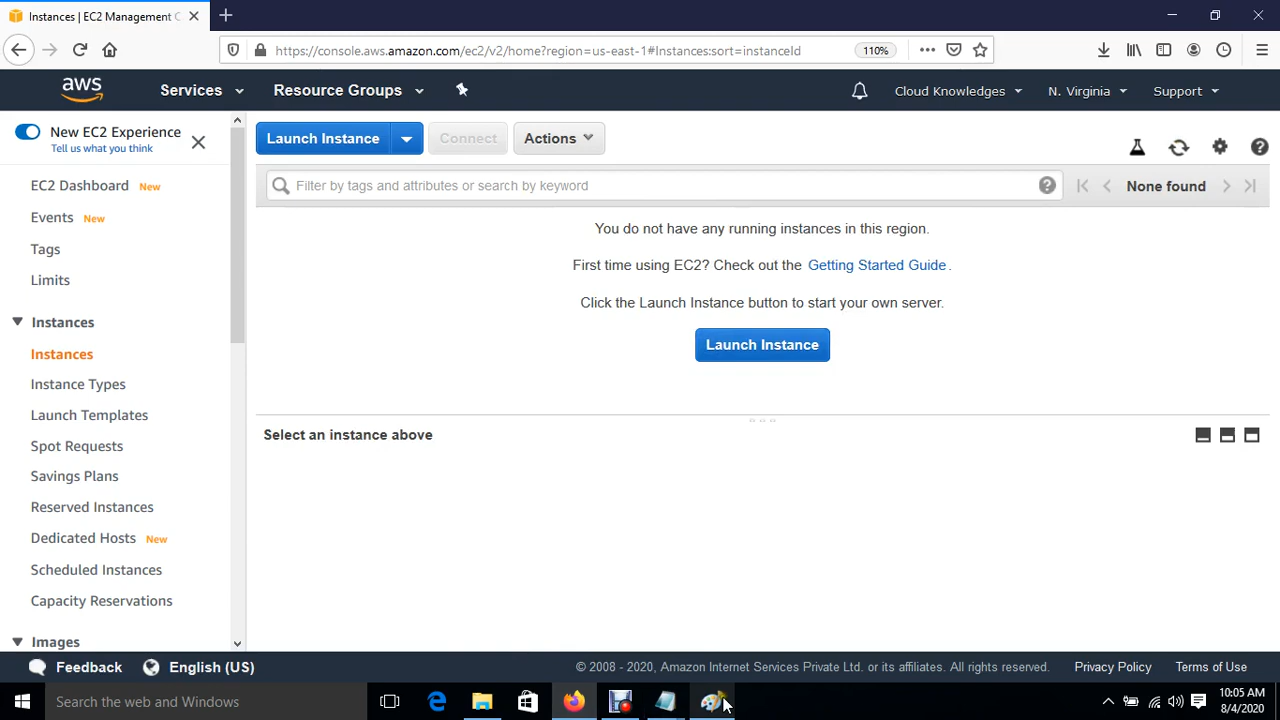 Instances | EC2 Management C
https://console.aws.amazon.com/ec2/v2/home?region=us-east-1#Instances:sort=instanceId
110%
aws
Services
Resource Groups
Cloud Knowledges
N. Virginia
Support
New EC2 Experience
Tell us what you think
EC2 Dashboard New
Events New
Tags
Limits
Instances
Instances
Instance Types
Launch Templates
Spot Requests
Savings Plans
Reserved Instances
Dedicated Hosts New
Scheduled Instances
Capacity Reservations
Images
Launch Instance
Connect
Actions
Filter by tags and attributes or search by keyword
None found
You do not have any running instances in this region.
First time using EC2? Check out the Getting Started Guide.
Click the Launch Instance button to start your own server.
Launch Instance
Select an instance above
Feedback
English (US)
© 2008 - 2020, Amazon Internet Services Private Ltd. or its affiliates. All rights reserved.
Privacy Policy
Terms of Use
Search the web and Windows
10:05 AM
8/4/2020